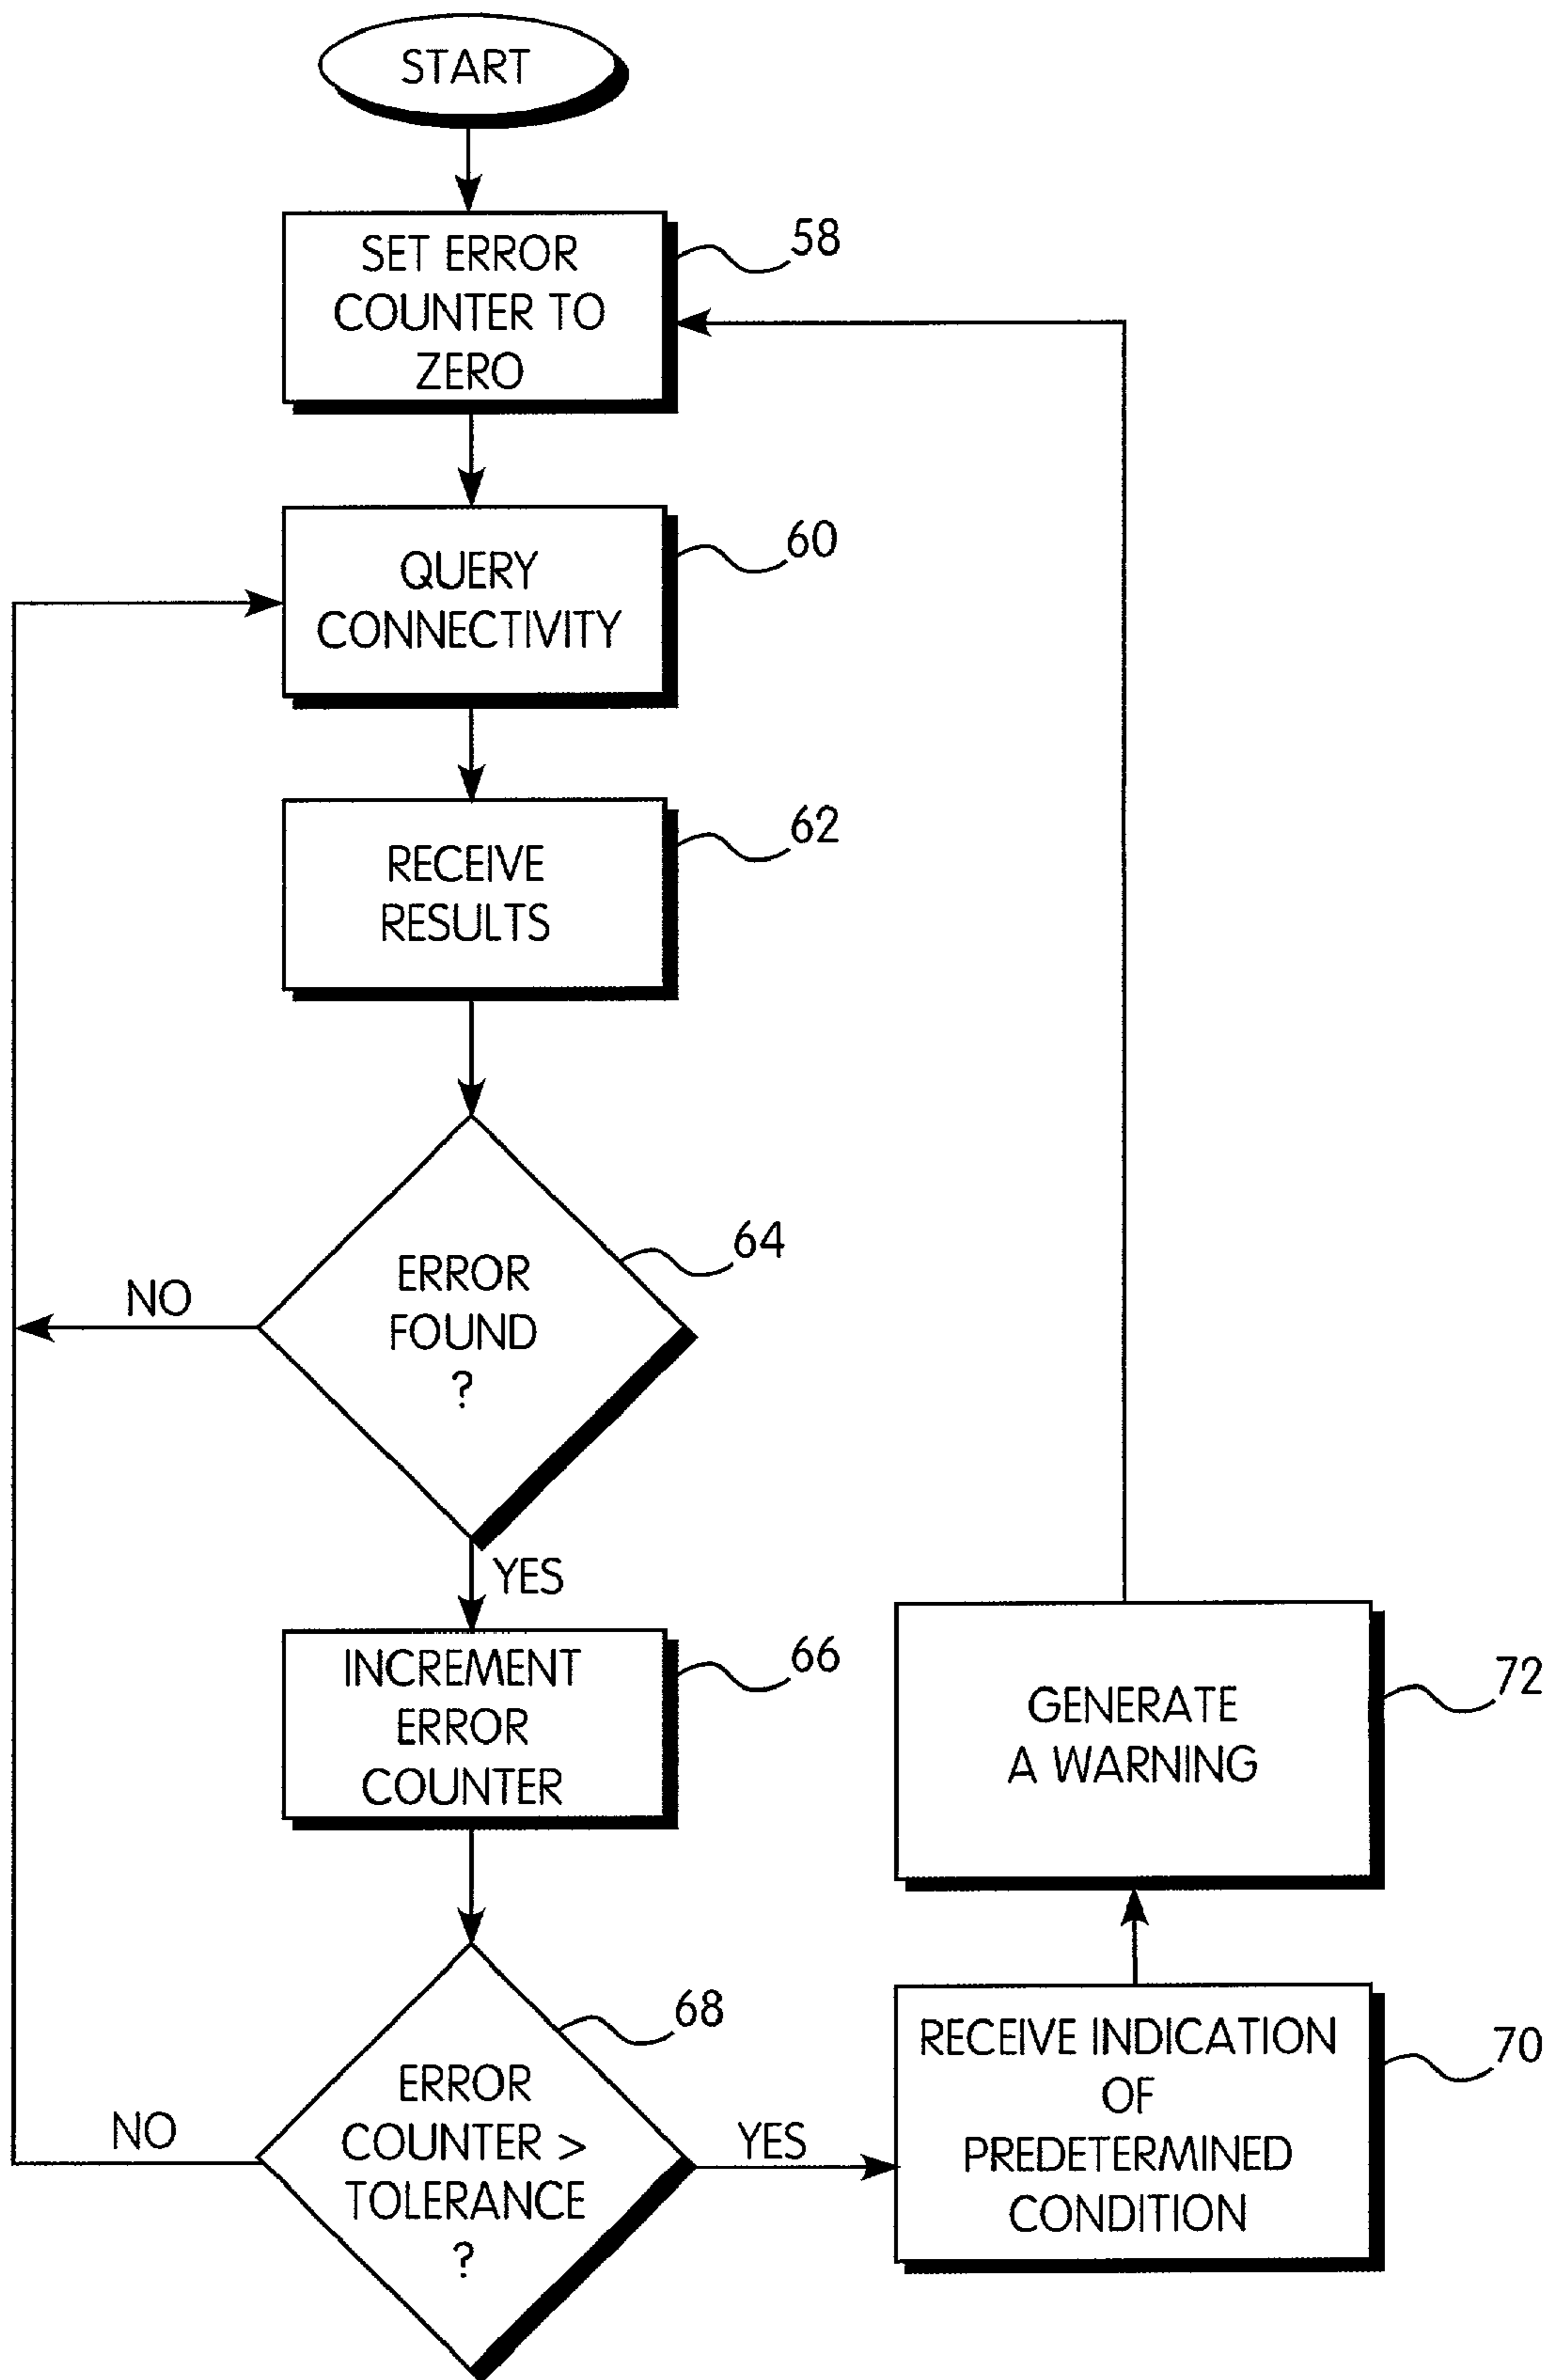 START
SET ERROR
COUNTER TO
ZERO
58
QUERY
CONNECTIVITY
60
RECEIVE
RESULTS
62
ERROR
FOUND
?
64
NO
YES
INCREMENT
ERROR
COUNTER
66
ERROR
COUNTER >
TOLERANCE
?
68
NO
YES
RECEIVE INDICATION
OF
PREDETERMINED
CONDITION
70
GENERATE
A WARNING
72